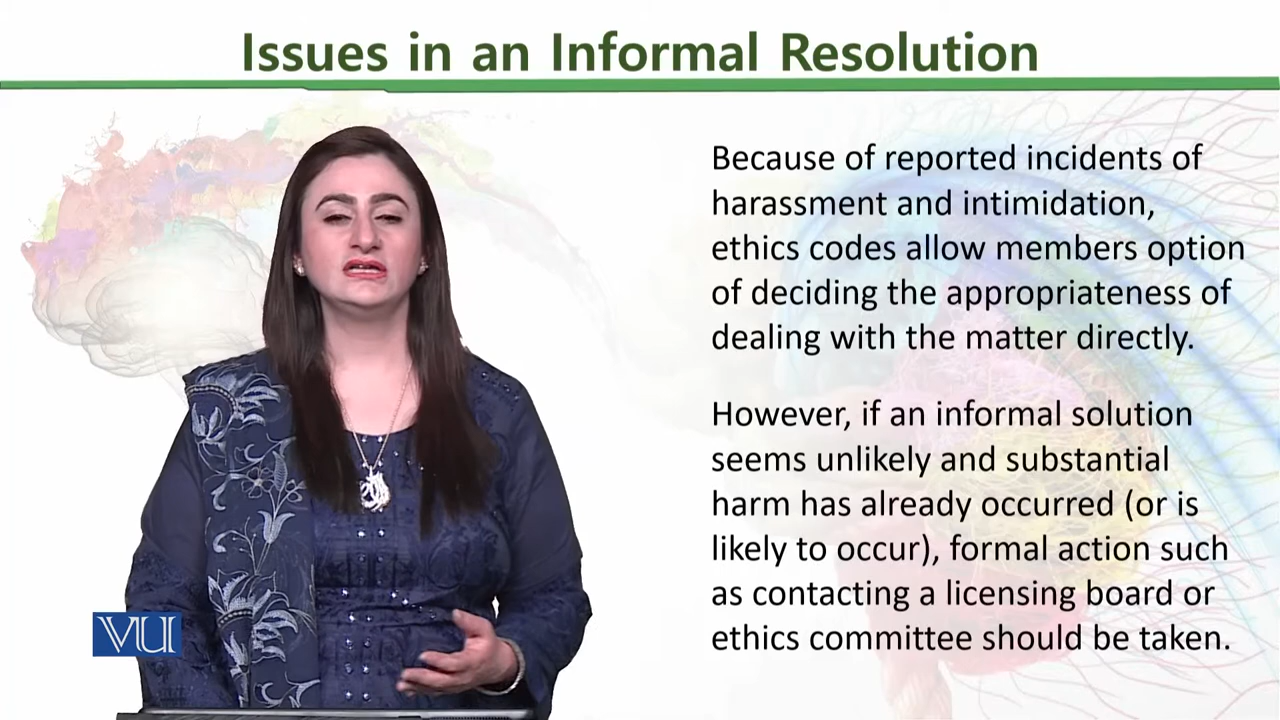 Issues in an Informal Resolution
Because of reported incidents of
harassment and intimidation,
ethics codes allow members option
of deciding the appropriateness of
dealing with the matter directly.
However, if an informal solution
seems unlikely and substantial
harm has already occurred (or is
likely to occur), formal action such
as contacting a licensing board or
ethics committee should be taken.
VU